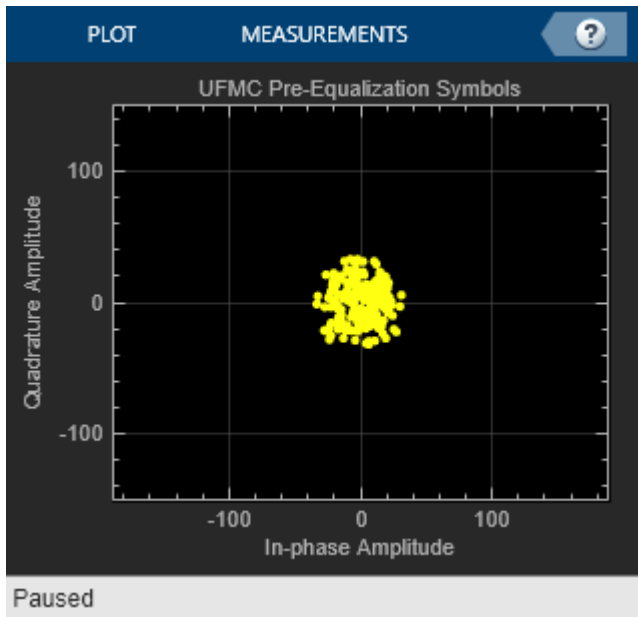 PLOT MEASUREMENTS ?
UFMC Pre-Equalization Symbols
100
0
-100
Quadrature Amplitude
-100 0 100
In-phase Amplitude
Paused